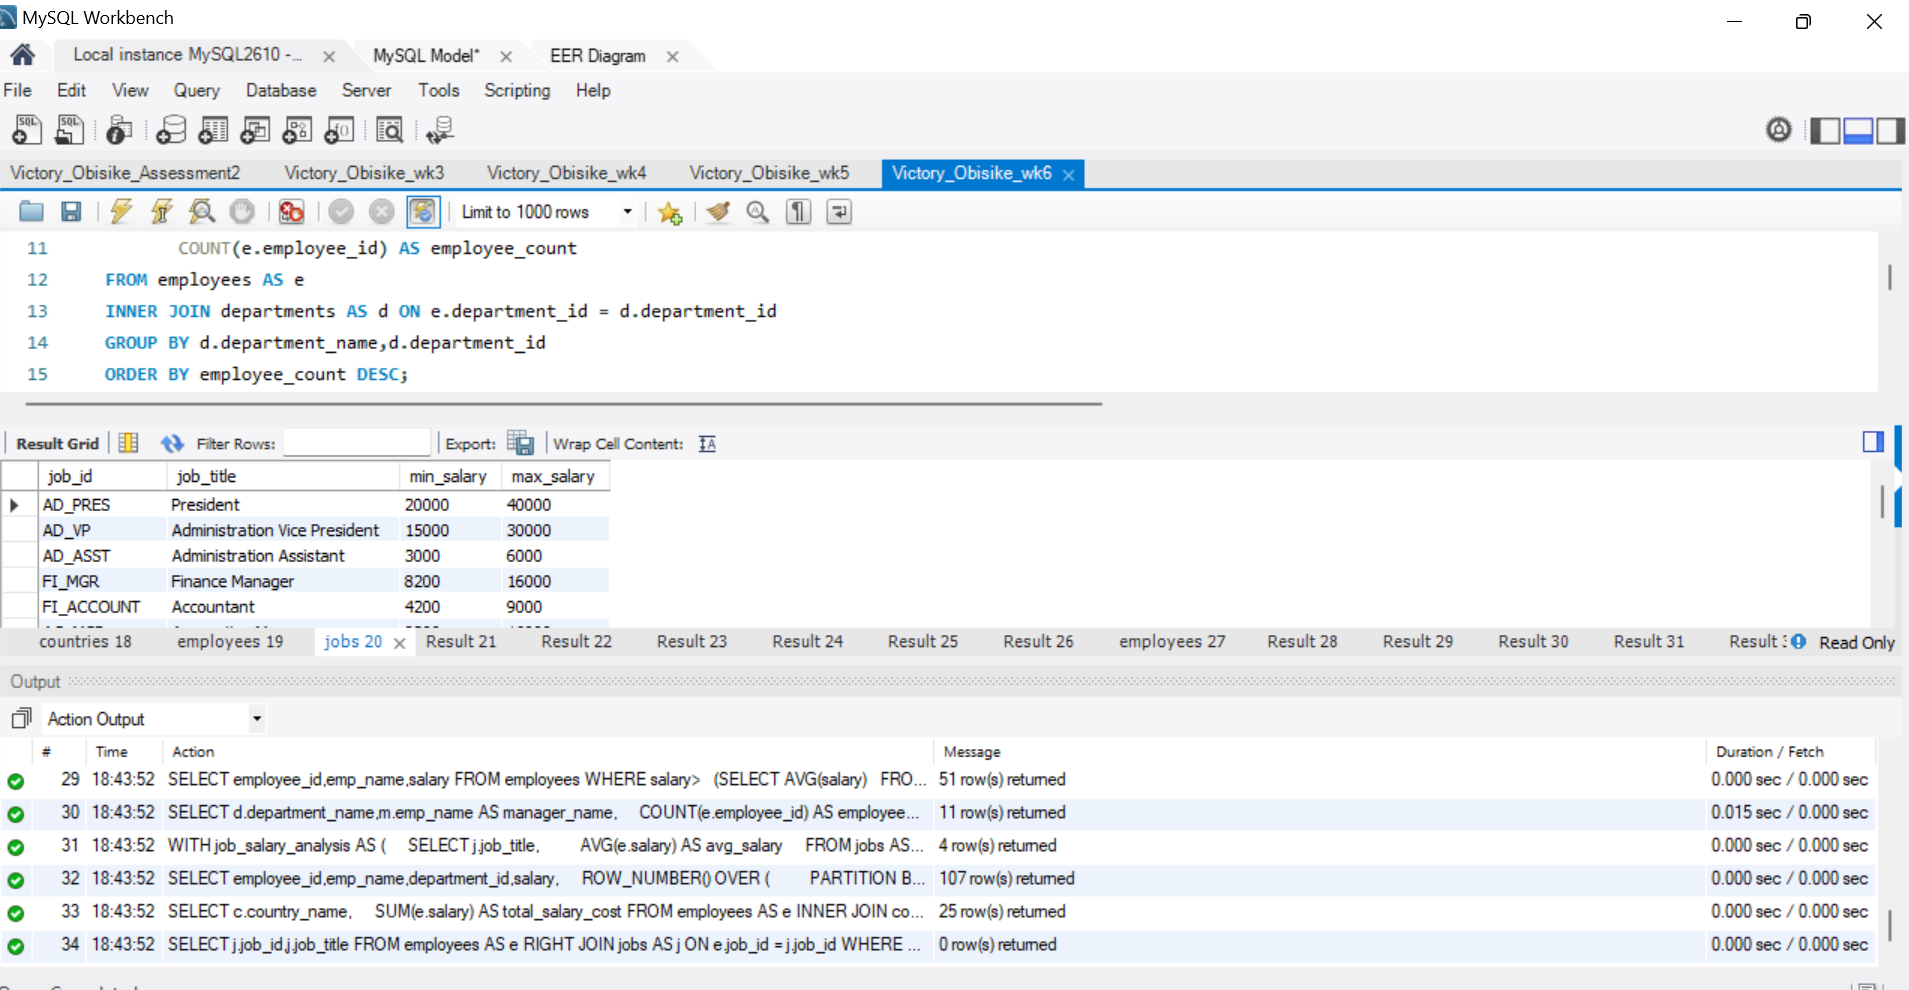 MySQL Workbench
Local instance MySQL2610 -... × MySQL Model* × EER Diagram ×
File Edit View Query Database Server Tools Scripting Help
Victory_Obisike_Assessment2 Victory_Obisike_wk3 Victory_Obisike_wk4 Victory_Obisike_wk5 Victory_Obisike_wk6 ×
Limit to 1000 rows
11 COUNT(e.employee_id) AS employee_count
12 FROM employees AS e
13 INNER JOIN departments AS d ON e.department_id = d.department_id
14 GROUP BY d.department_name,d.department_id
15 ORDER BY employee_count DESC;
Result Grid Filter Rows: Export: Wrap Cell Content:
job_id job_title min_salary max_salary
AD_PRES President 20000 40000
AD_VP Administration Vice President 15000 30000
AD_ASST Administration Assistant 3000 6000
FI_MGR Finance Manager 8200 16000
FI_ACCOUNT Accountant 4200 9000
countries 18 employees 19 jobs 20 × Result 21 Result 22 Result 23 Result 24 Result 25 Result 26 employees 27 Result 28 Result 29 Result 30 Result 31 Result Read Only
Output
Action Output
# Time Action Message Duration / Fetch
29 18:43:52 SELECT employee_id,emp_name,salary FROM employees WHERE salary> (SELECT AVG(salary) FRO... 51 row(s) returned 0.000 sec / 0.000 sec
30 18:43:52 SELECT d.department_name,m.emp_name AS manager_name, COUNT(e.employee_id) AS employee... 11 row(s) returned 0.015 sec / 0.000 sec
31 18:43:52 WITH job_salary_analysis AS ( SELECT j.job_title, AVG(e.salary) AS avg_salary FROM jobs AS... 4 row(s) returned 0.000 sec / 0.000 sec
32 18:43:52 SELECT employee_id,emp_name,department_id,salary, ROW_NUMBER() OVER ( PARTITION B... 107 row(s) returned 0.000 sec / 0.000 sec
33 18:43:52 SELECT c.country_name, SUM(e.salary) AS total_salary_cost FROM employees AS e INNER JOIN co... 25 row(s) returned 0.000 sec / 0.000 sec
34 18:43:52 SELECT j.job_id,j.job_title FROM employees AS e RIGHT JOIN jobs AS j ON e.job_id = j.job_id WHERE ... 0 row(s) returned 0.000 sec / 0.000 sec